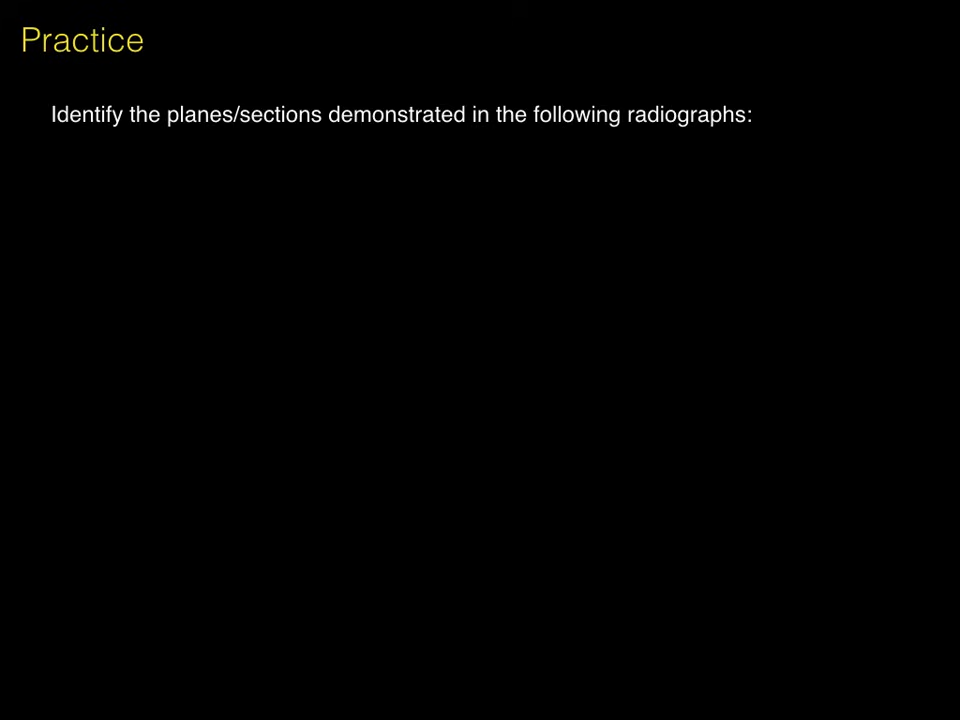 Practice
Identify the planes/sections demonstrated in the following radiographs: